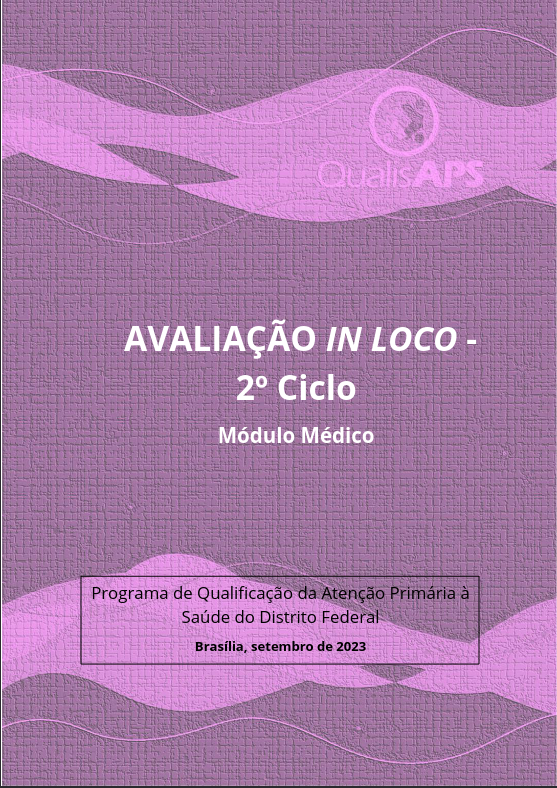 QualisAPS
AVALIAÇÃO IN LOCO -
2º Ciclo
Módulo Médico
Programa de Qualificação da Atenção Primária à
Saúde do Distrito Federal
Brasília, setembro de 2023